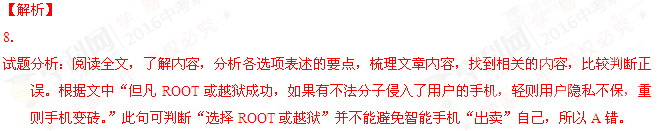 【解析】
8.
试题分析：阅读全文，了解内容，分析各选项表述的要点，梳理文章内容，找到相关的内容，比较判断正
误。根据文中“但凡 ROOT 或越狱成功，如果有不法分子侵入了用户的手机，轻则用户隐私不保，重
则手机变砖。”此句可判断“选择 ROOT 或越狱”并不能避免智能手机“出卖”自己，所以 A 错。